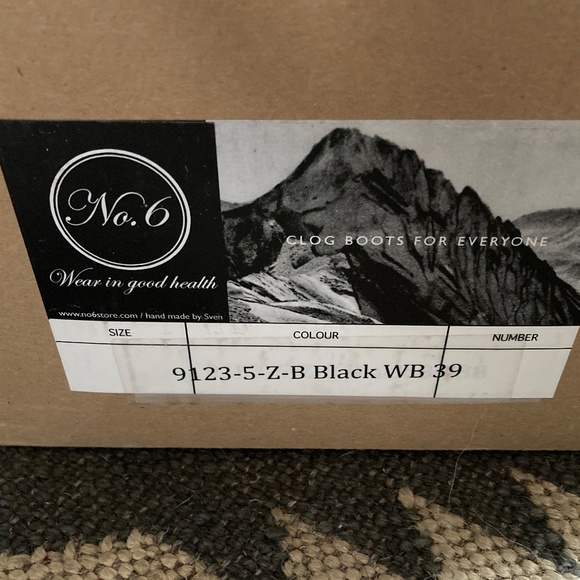 No.6
Wear in good health
www.no6store.com / hand made by Sven
CLOG BOOTS FOR EVERYONE
SIZE COLOUR NUMBER
9123-5-Z-B Black WB 39